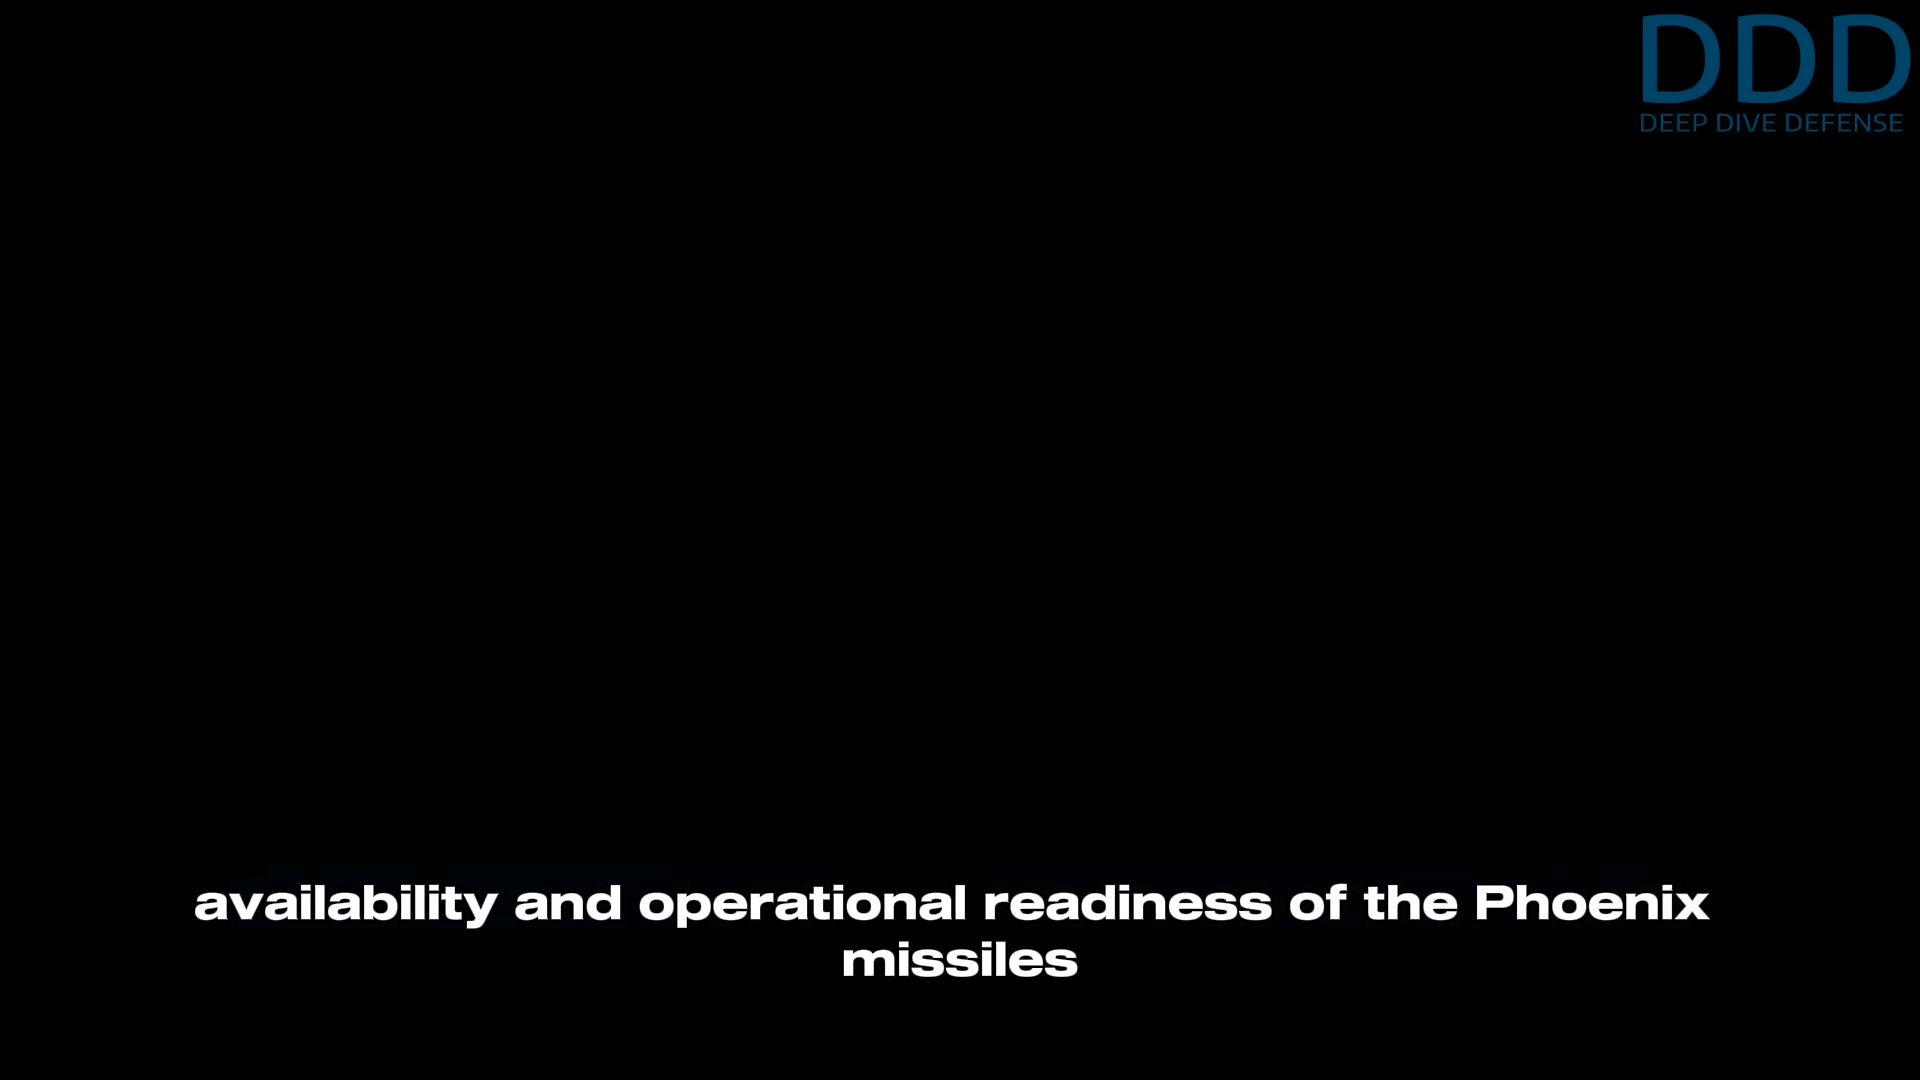 DDD
DEEP DIVE DEFENSE
availability and operational readiness of the Phoenix
missiles